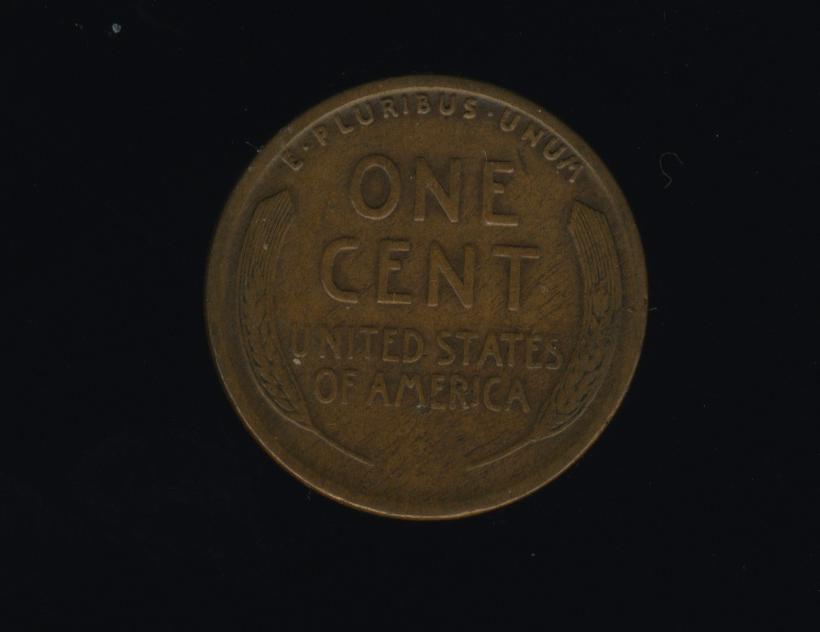 E·PLURIBUS·UNUM
ONE
CENT
UNITED STATES
OF AMERICA